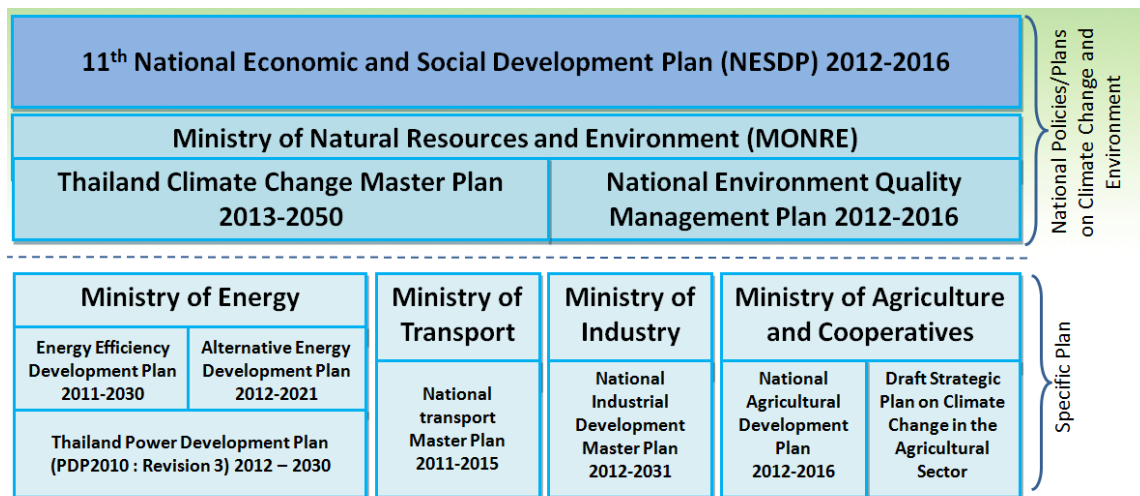 11th National Economic and Social Development Plan (NESDP) 2012-2016
Ministry of Natural Resources and Environment (MONRE)
Thailand Climate Change Master Plan
2013-2050
National Environment Quality
Management Plan 2012-2016
National Policies/Plans
on Climate Change and
Environment
Ministry of Energy
Energy Efficiency
Development Plan
2011-2030
Alternative Energy
Development Plan
2012-2021
Thailand Power Development Plan
(PDP2010 : Revision 3) 2012 – 2030
Ministry of
Transport
National
transport
Master Plan
2011-2015
Ministry of
Industry
National
Industrial
Development
Master Plan
2012-2031
Ministry of Agriculture
and Cooperatives
National
Agricultural
Development
Plan
2012-2016
Draft Strategic
Plan on Climate
Change in the
Agricultural
Sector
Specific Plan